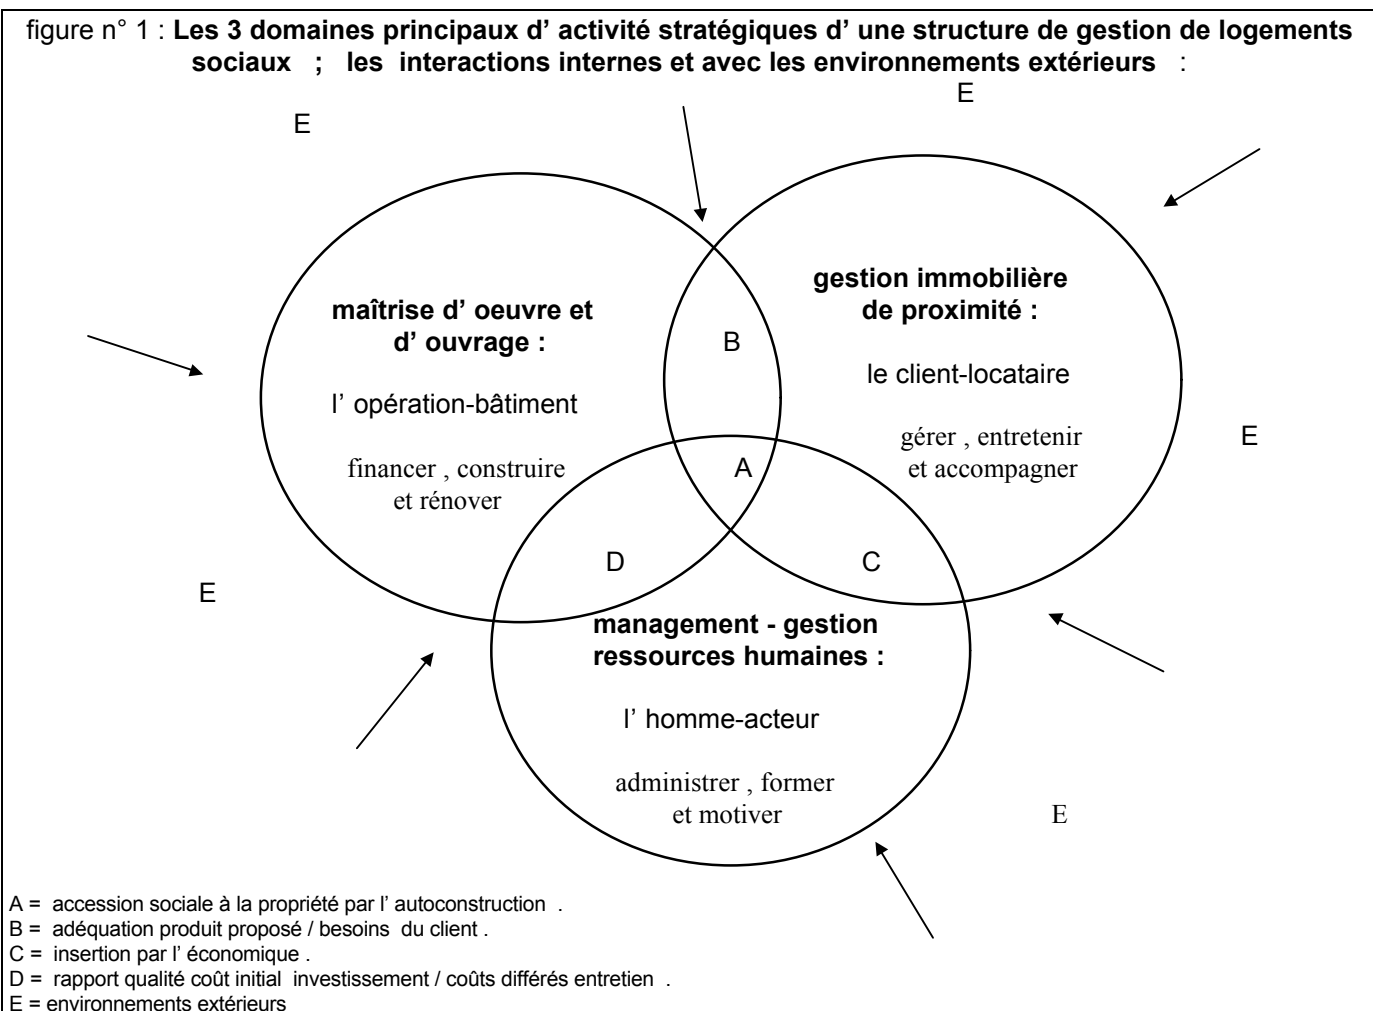 figure n° 1 : Les 3 domaines principaux d’ activité stratégiques d’ une structure de gestion de logements
sociaux ; les interactions internes et avec les environnements extérieurs :
E
E
maîtrise d’ oeuvre et
d’ ouvrage :
l’ opération-bâtiment
financer , construire
et rénover
B
gestion immobilière
de proximité :
le client-locataire
gérer , entretenir
et accompagner
E
A
D
C
E
management - gestion
ressources humaines :
l’ homme-acteur
administrer , former
et motiver
E
A = accession sociale à la propriété par l’ autoconstruction .
B = adéquation produit proposé / besoins du client .
C = insertion par l’ économique .
D = rapport qualité coût initial investissement / coûts différés entretien .
E = environnements extérieurs